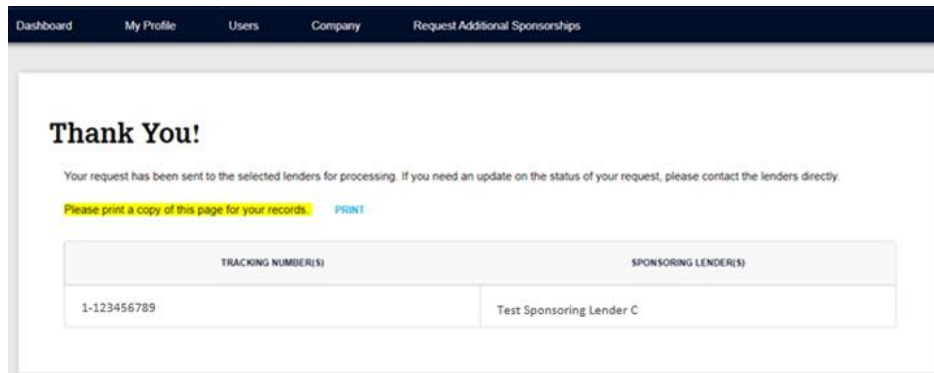 Dashboard My Profile Users Company Request Additional Sponsorships
Thank You!
Your request has been sent to the selected lenders for processing. If you need an update on the status of your request, please contact the lenders directly.
Please print a copy of this page for your records. PRINT
TRACKING NUMBER(S) SPONSORING LENDER(S)
1-123456789 Test Sponsoring Lender C